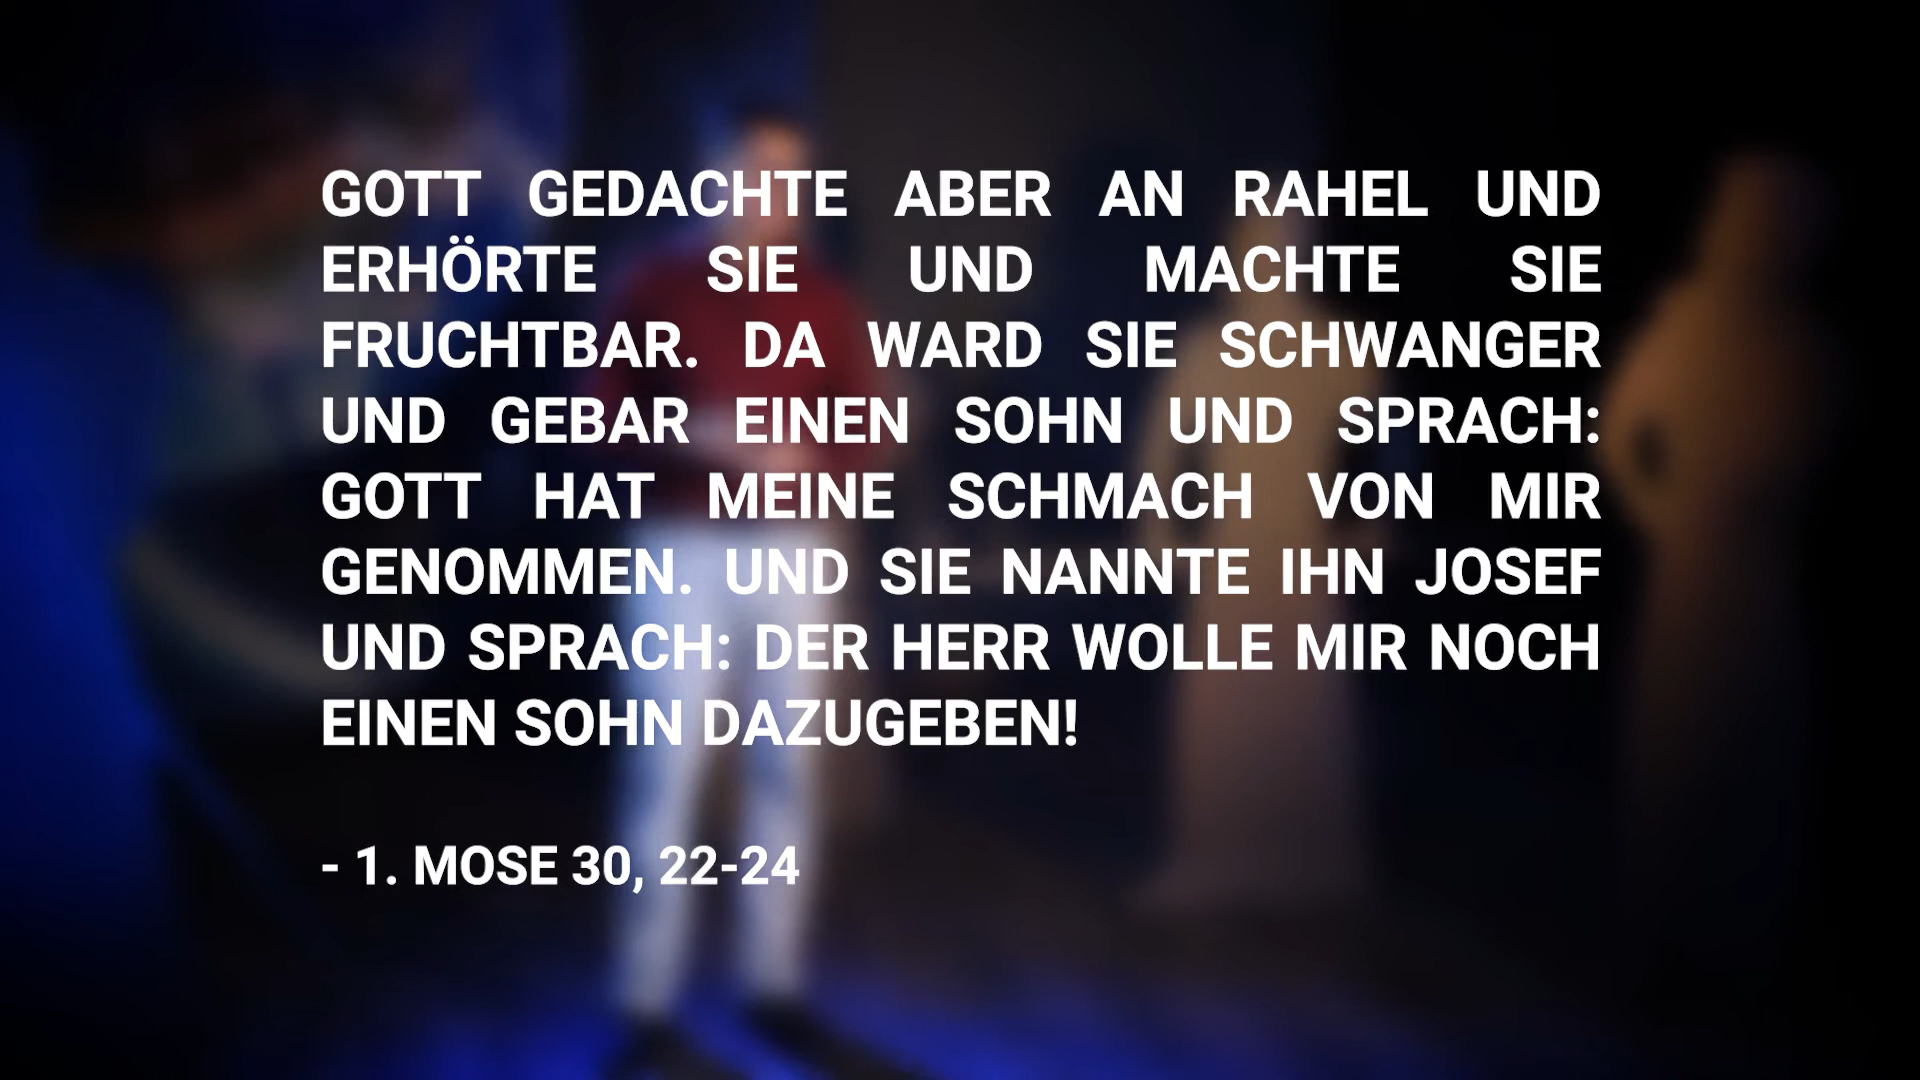 GOTT GEDACHTE ABER AN RAHEL UND
ERHÖRTE SIE UND MACHTE SIE
FRUCHTBAR. DA WARD SIE SCHWANGER
UND GEBAR EINEN SOHN UND SPRACH:
GOTT HAT MEINE SCHMACH VON MIR
GENOMMEN. UND SIE NANNTE IHN JOSEF
UND SPRACH: DER HERR WOLLE MIR NOCH
EINEN SOHN DAZUGEBEN!
- 1. MOSE 30, 22-24